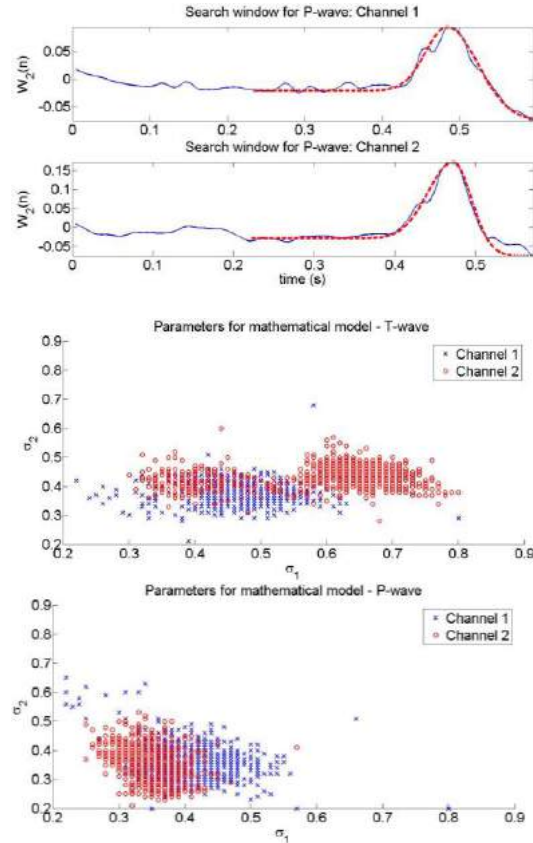 Search window for P-wave: Channel 1
W₂(n)
0.05
0
-0.05
0 0.1 0.2 0.3 0.4 0.5
Search window for P-wave: Channel 2
W₂(n)
0.15
0.1
0.05
0
-0.05
0 0.1 0.2 0.3 0.4 0.5
time (s)
Parameters for mathematical model - T-wave
0.9
0.8
0.7
0.6
0.5
0.4
0.3
0.2
σ₂
× Channel 1
○ Channel 2
0.2 0.3 0.4 0.5 0.6 0.7 0.8 0.9
σ₁
Parameters for mathematical model - P-wave
0.9
0.8
0.7
0.6
0.5
0.4
0.3
0.2
σ₂
× Channel 1
○ Channel 2
0.2 0.3 0.4 0.5 0.6 0.7 0.8 0.9
σ₁